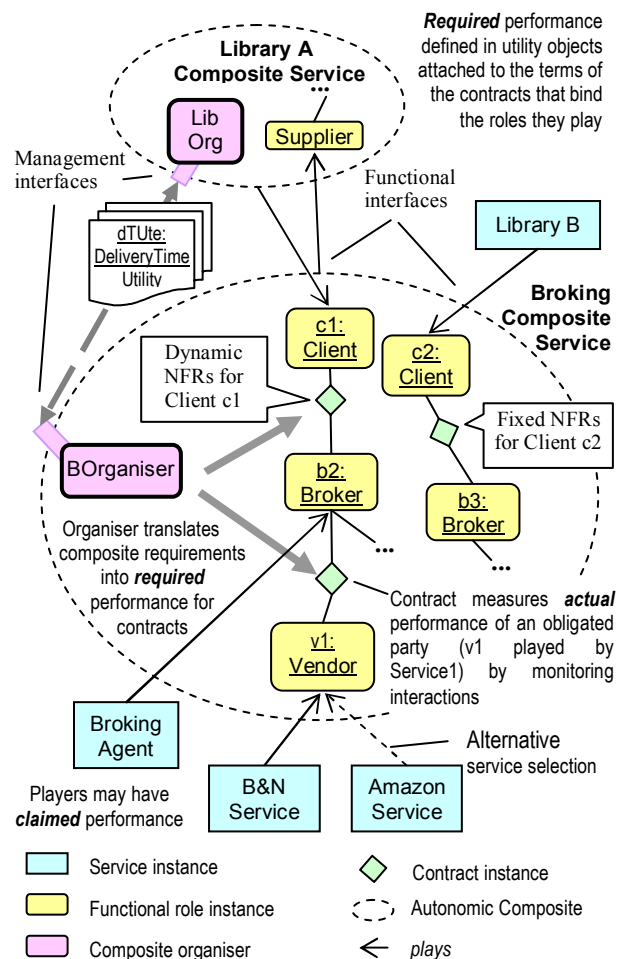 Library A
Composite Service
...
Required performance
defined in utility objects
attached to the terms of
the contracts that bind
the roles they play
Lib
Org
Supplier
Management
interfaces
Functional
interfaces
dTUte:
DeliveryTime
Utility
Library B
Broking
Composite
Service
c1:
Client
c2:
Client
Dynamic
NFRs for
Client c1
Fixed NFRs
for Client c2
BOrganiser
b2:
Broker
b3:
Broker
...
...
Organiser translates
composite requirements
into required
performance for
contracts
Contract measures actual
performance of an obligated
party (v1 played by
Service1) by monitoring
interactions
v1:
Vendor
Broking
Agent
B&N
Service
Amazon
Service
Alternative
service selection
Players may have
claimed performance
Service instance
Contract instance
Functional role instance
Autonomic Composite
Composite organiser
plays